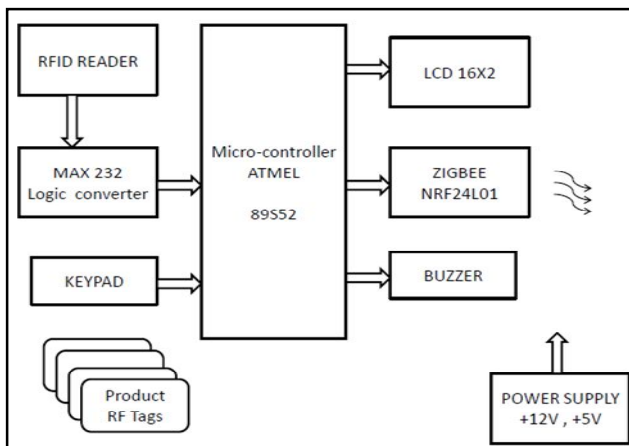 RFID READER
LCD 16X2
MAX 232
Logic converter
Micro-controller
ATMEL
89S52
ZIGBEE
NRF24L01
KEYPAD
BUZZER
Product
RF Tags
POWER SUPPLY
+12V , +5V